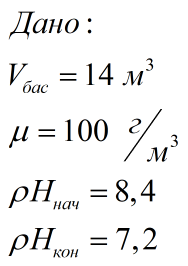 Дано:
V_бас = 14 м³
μ = 100 г/м³
ρH_нач = 8,4
ρH_кон = 7,2